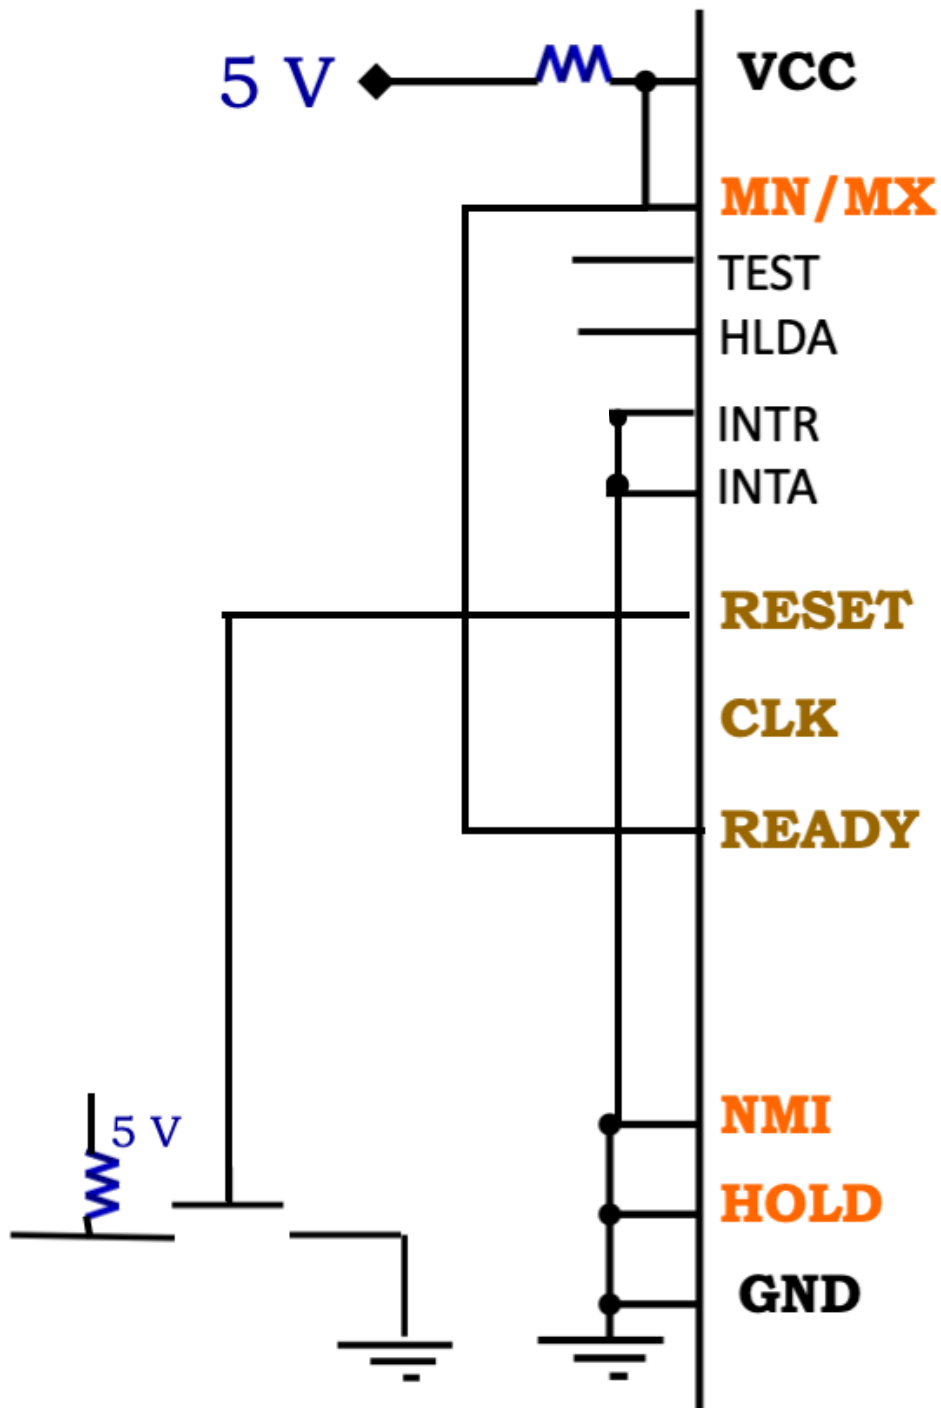 5 V
VCC
MN/MX
TEST
HLDA
INTR
INTA
RESET
CLK
READY
NMI
5 V
HOLD
GND